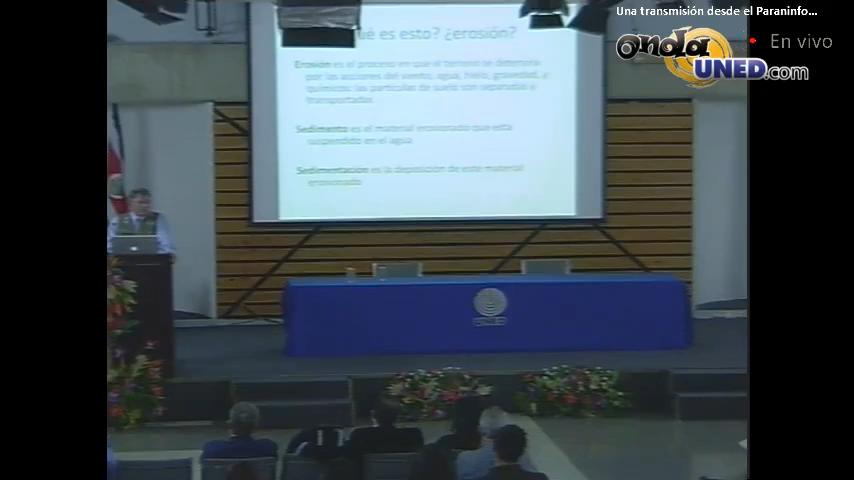 Una transmisión desde el Paraninfo...
onda
UNED.com
En vivo
é es esto? ¿erosión?
Erosión es el proceso en que el terreno se deteriora
por las acciones del viento, agua, hielo, gravedad, y
químicos; las partículas de suelo son separadas y
transportadas
Sedimento es el material erosionado que está
suspendido en el agua
Sedimentación es la deposición de este material
erosionado